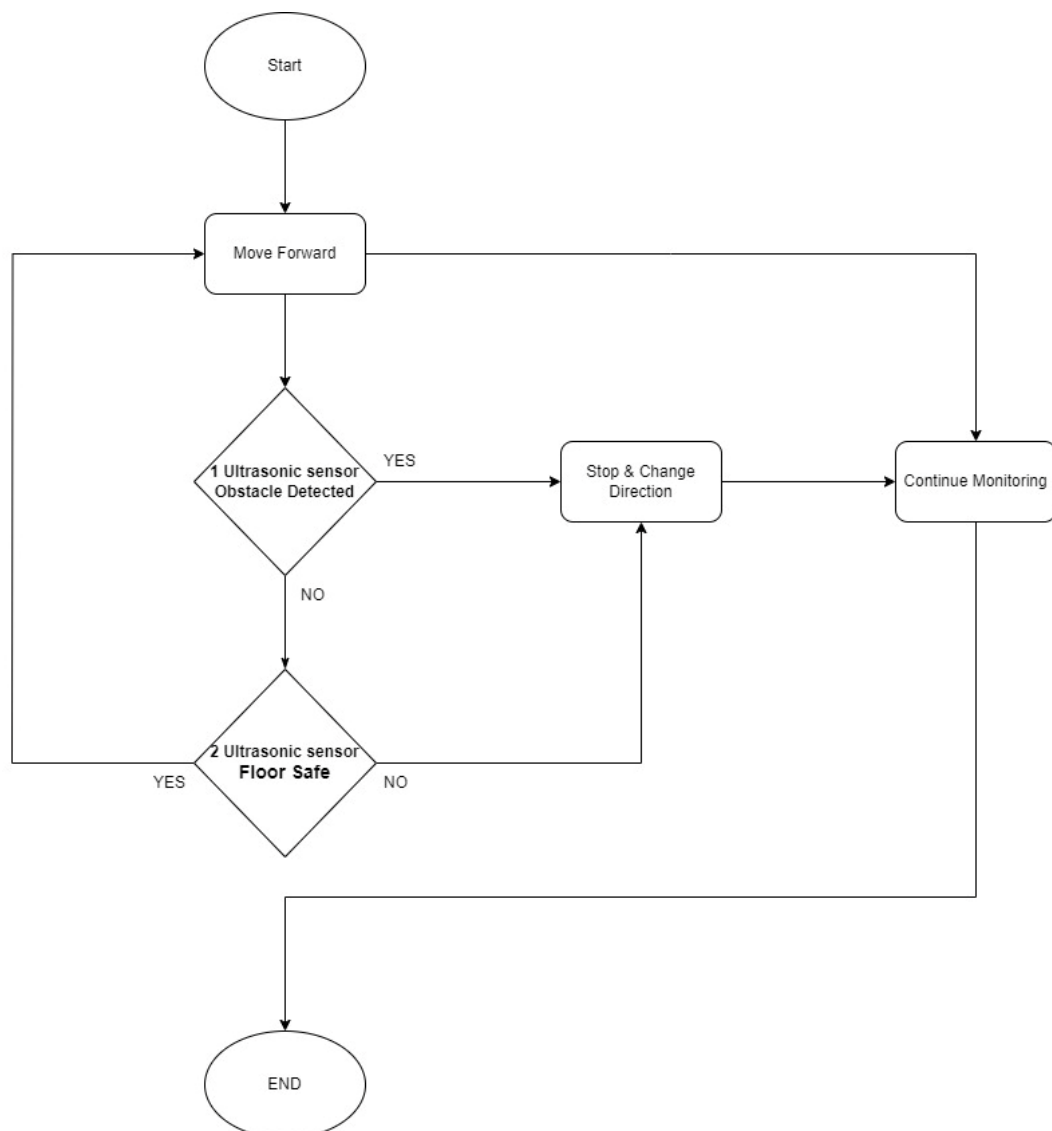 Start
Move Forward
1 Ultrasonic sensor
Obstacle Detected
YES
Stop & Change
Direction
Continue Monitoring
NO
2 Ultrasonic sensor
Floor Safe
YES
NO
END